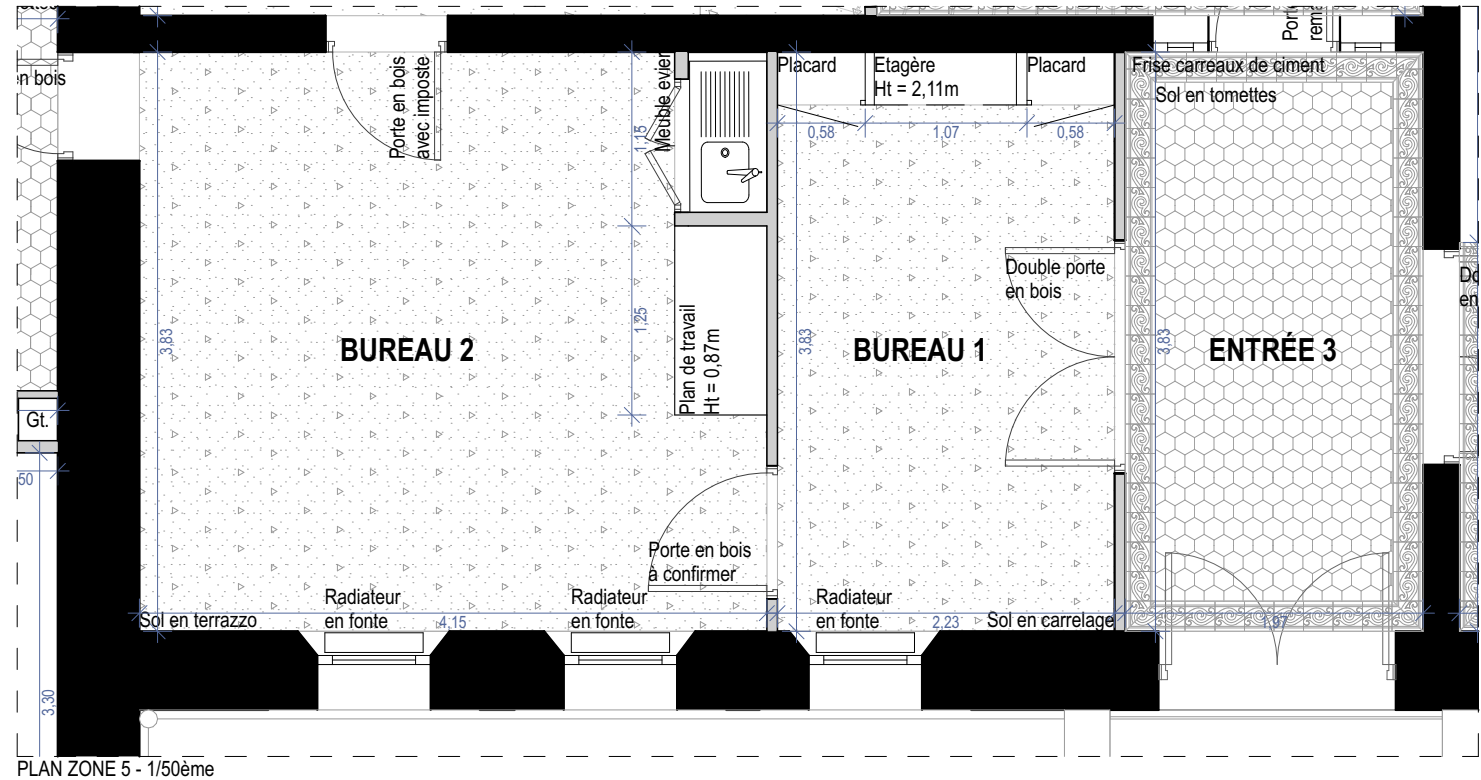 n bois
Porte en bois
avec imposte
Meuble evier
1,15
Placard
Etagère
Ht = 2,11m
Placard
0,58
1,07
0,58
Frise carreaux de ciment
Sol en tomettes
Double porte
en bois
en
3,83
BUREAU 2
1,25
Plan de travail
Ht = 0,87m
3,83
BUREAU 1
3,83
ENTRÉE 3
Gt.
50
3,30
Porte en bois
à confirmer
Radiateur
en fonte
Radiateur
en fonte
Radiateur
en fonte
Sol en terrazzo
4,15
2,23
Sol en carrelage
1,97
PLAN ZONE 5 - 1/50ème